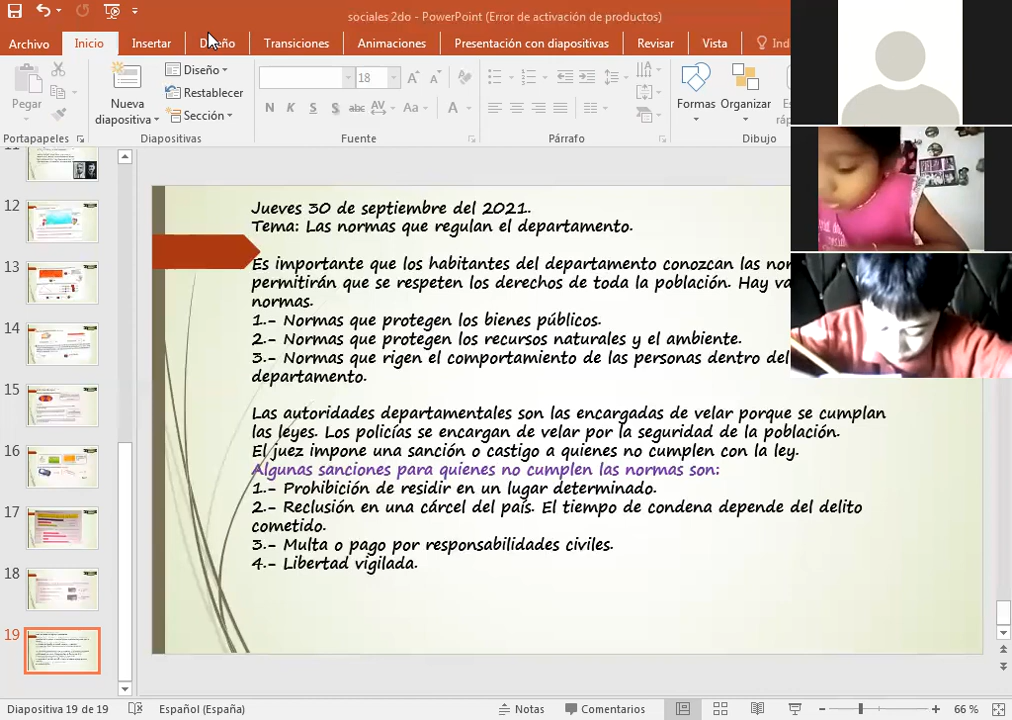 sociales 2do - PowerPoint (Error de activación de productos)
Archivo Inicio Insertar Diseño Transiciones Animaciones Presentación con diapositivas Revisar Vista Ind
Pegar
Nueva diapositiva
Diseño
Restablecer
Sección
18
N K S S abc AV Aa A
Formas Organizar
Portapapeles Diapositivas Fuente Párrafo Dibujo
12
13
14
15
16
17
18
19
Jueves 30 de septiembre del 2021.
Tema: Las normas que regulan el departamento.
Es importante que los habitantes del departamento conozcan las
permitirán que se respeten los derechos de toda la población. Hay
normas.
1.- Normas que protegen los bienes públicos.
2.- Normas que protegen los recursos naturales y el ambiente.
3.- Normas que rigen el comportamiento de las personas dentro del
departamento.
Las autoridades departamentales son las encargadas de velar porque se cumplan
las leyes. Los policías se encargan de velar por la seguridad de la población.
El juez impone una sanción o castigo a quienes no cumplen con la ley.
Algunas sanciones para quienes no cumplen las normas son:
1.- Prohibición de residir en un lugar determinado.
2.- Reclusión en una cárcel del país. El tiempo de condena depende del delito
cometido.
3.- Multa o pago por responsabilidades civiles.
4.- Libertad vigilada.
Diapositiva 19 de 19 Español (España) Notas Comentarios 66 %